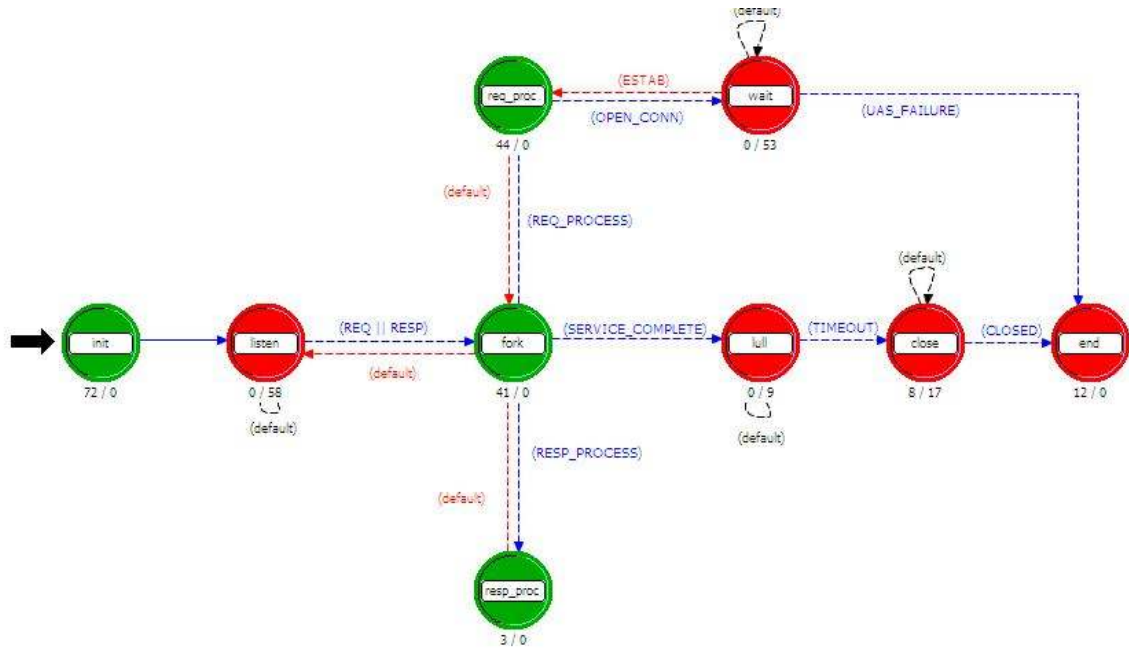 (default)
req_proc
(ESTAB)
wait
(OPEN_CONN)
(UAS_FAILURE)
44 / 0
0 / 53
(default)
(REQ_PROCESS)
(default)
init
listen
(REQ || RESP)
fork
(SERVICE_COMPLETE)
lull
(TIMEOUT)
close
(CLOSED)
end
(default)
72 / 0
0 / 58
41 / 0
0 / 9
8 / 17
12 / 0
(default)
(default)
(RESP_PROCESS)
(default)
resp_proc
3 / 0